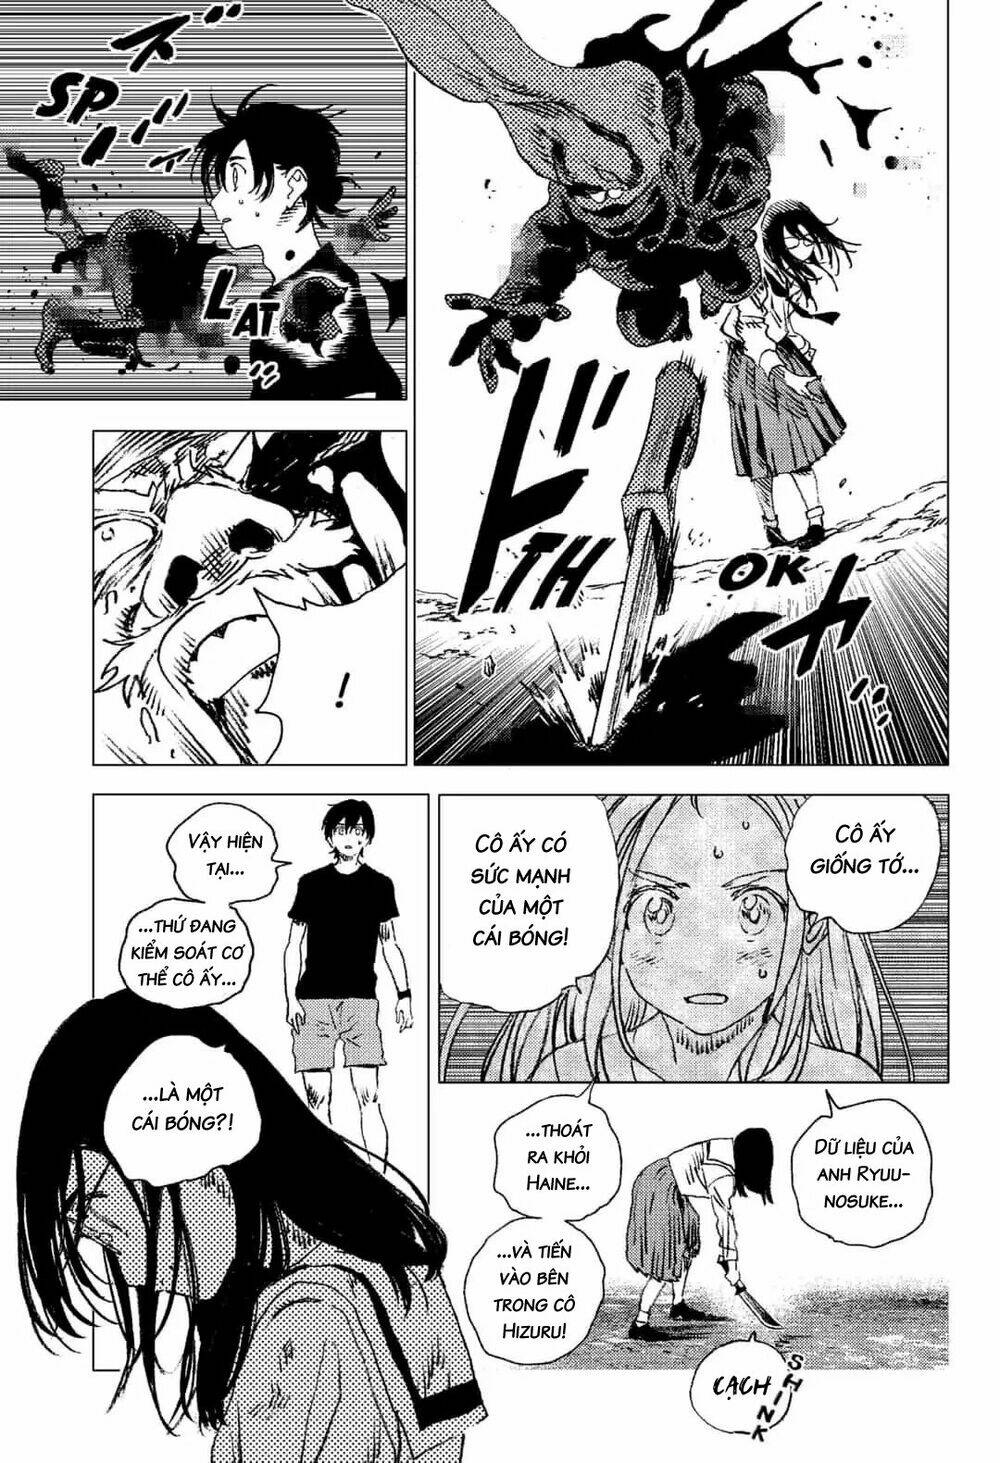 ドッ
TH
OK
ズズズ
SP
LAT
!
CÔ ẤY
GIỐNG TỚ...
CÔ ẤY CÓ
SỨC MẠNH
CỦA MỘT
CÁI BÓNG!
VẬY HIỆN
TẠI...
...THỨ ĐANG
KIỂM SOÁT CƠ
THỂ CÔ ẤY...
...LÀ MỘT
CÁI BÓNG?!
DỮ LIỆU CỦA
ANH RYUU-
NOSUKE...
...THOÁT
RA KHỎI
HAINE...
...VÀ TIẾN
VÀO BÊN
TRONG CÔ
HIZURU!
CẠCH
SHINK